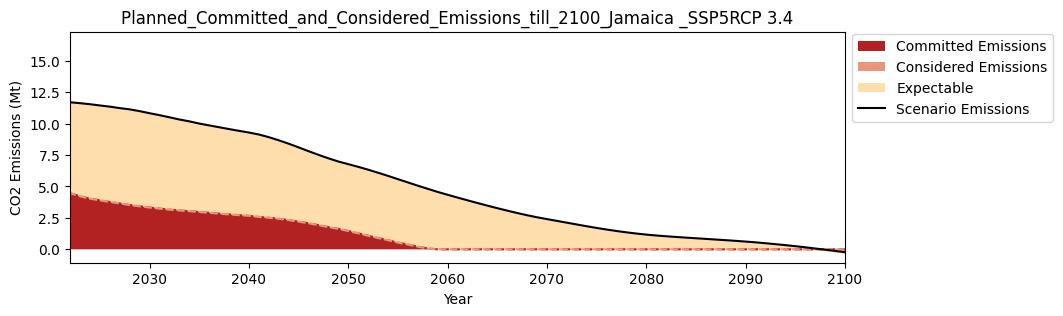 Planned_Committed_and_Considered_Emissions_till_2100_Jamaica _SSP5RCP 3.4
CO2 Emissions (Mt)
15.0
12.5
10.0
7.5
5.0
2.5
0.0
2030 2040 2050 2060 2070 2080 2090 2100
Year
Committed Emissions
Considered Emissions
Expectable
Scenario Emissions